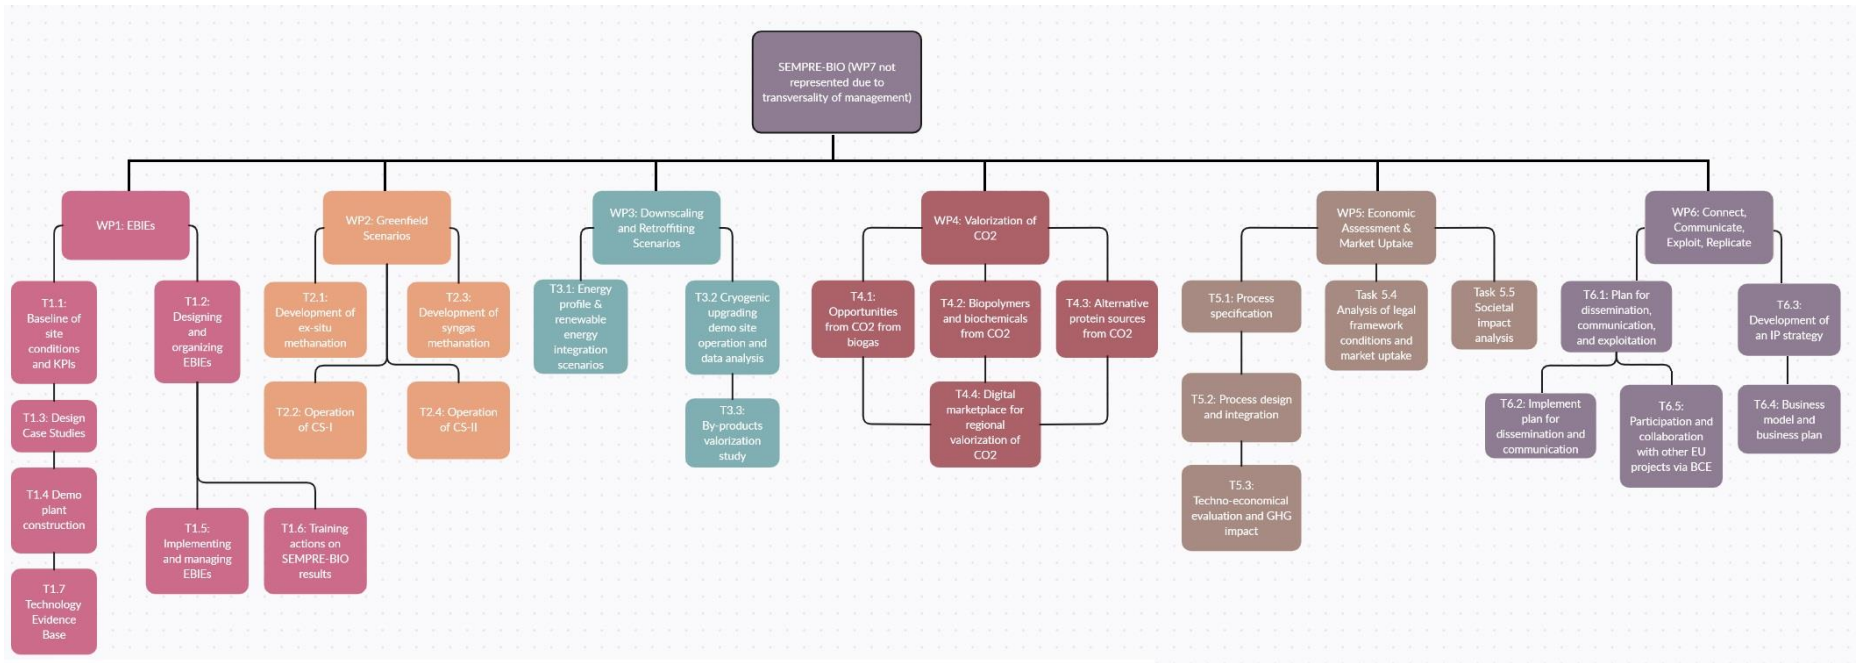 SEMPRE-BIO (WP7 not
represented due to
transversality of management)
WP1: EBIEs
WP2: Greenfield
Scenarios
WP3: Downscaling
and Retroffiting
Scenarios
WP4: Valorization of
CO2
WP5: Economic
Assessment &
Market Uptake
WP6: Connect,
Communicate,
Exploit, Replicate
T1.1:
Baseline of
site
conditions
and KPIs
T1.2:
Designing
and
organizing
EBIEs
T1.3: Design
Case Studies
T1.4 Demo
plant
construction
T1.7
Technology
Evidence
Base
T1.5:
Implementing
and managing
EBIEs
T1.6: Training
actions on
SEMPRE-BIO
results
T2.1:
Development of
ex-situ
methanation
T2.3:
Development of
syngas
methanation
T2.2: Operation
of CS-I
T2.4: Operation
of CS-II
T3.1: Energy
profile &
renewable
energy
integration
scenarios
T3.2 Cryogenic
upgrading
demo site
operation and
data analysis
T3.3:
By-products
valorization
study
T4.1:
Opportunities
from CO2 from
biogas
T4.2: Biopolymers
and biochemicals
from CO2
T4.3: Alternative
protein sources
from CO2
T4.4: Digital
marketplace for
regional
valorization of
CO2
T5.1: Process
specification
Task 5.4
Analysis of legal
framework
conditions and
market uptake
Task 5.5
Societal
impact
analysis
T5.2: Process design
and integration
T5.3:
Techno-economical
evaluation and GHG
impact
T6.1: Plan for
dissemination,
communication,
and exploitation
T6.3:
Development of
an IP strategy
T6.2: Implement
plan for
dissemination and
communication
T6.5:
Participation and
collaboration
with other EU
projects via BCE
T6.4: Business
model and
business plan